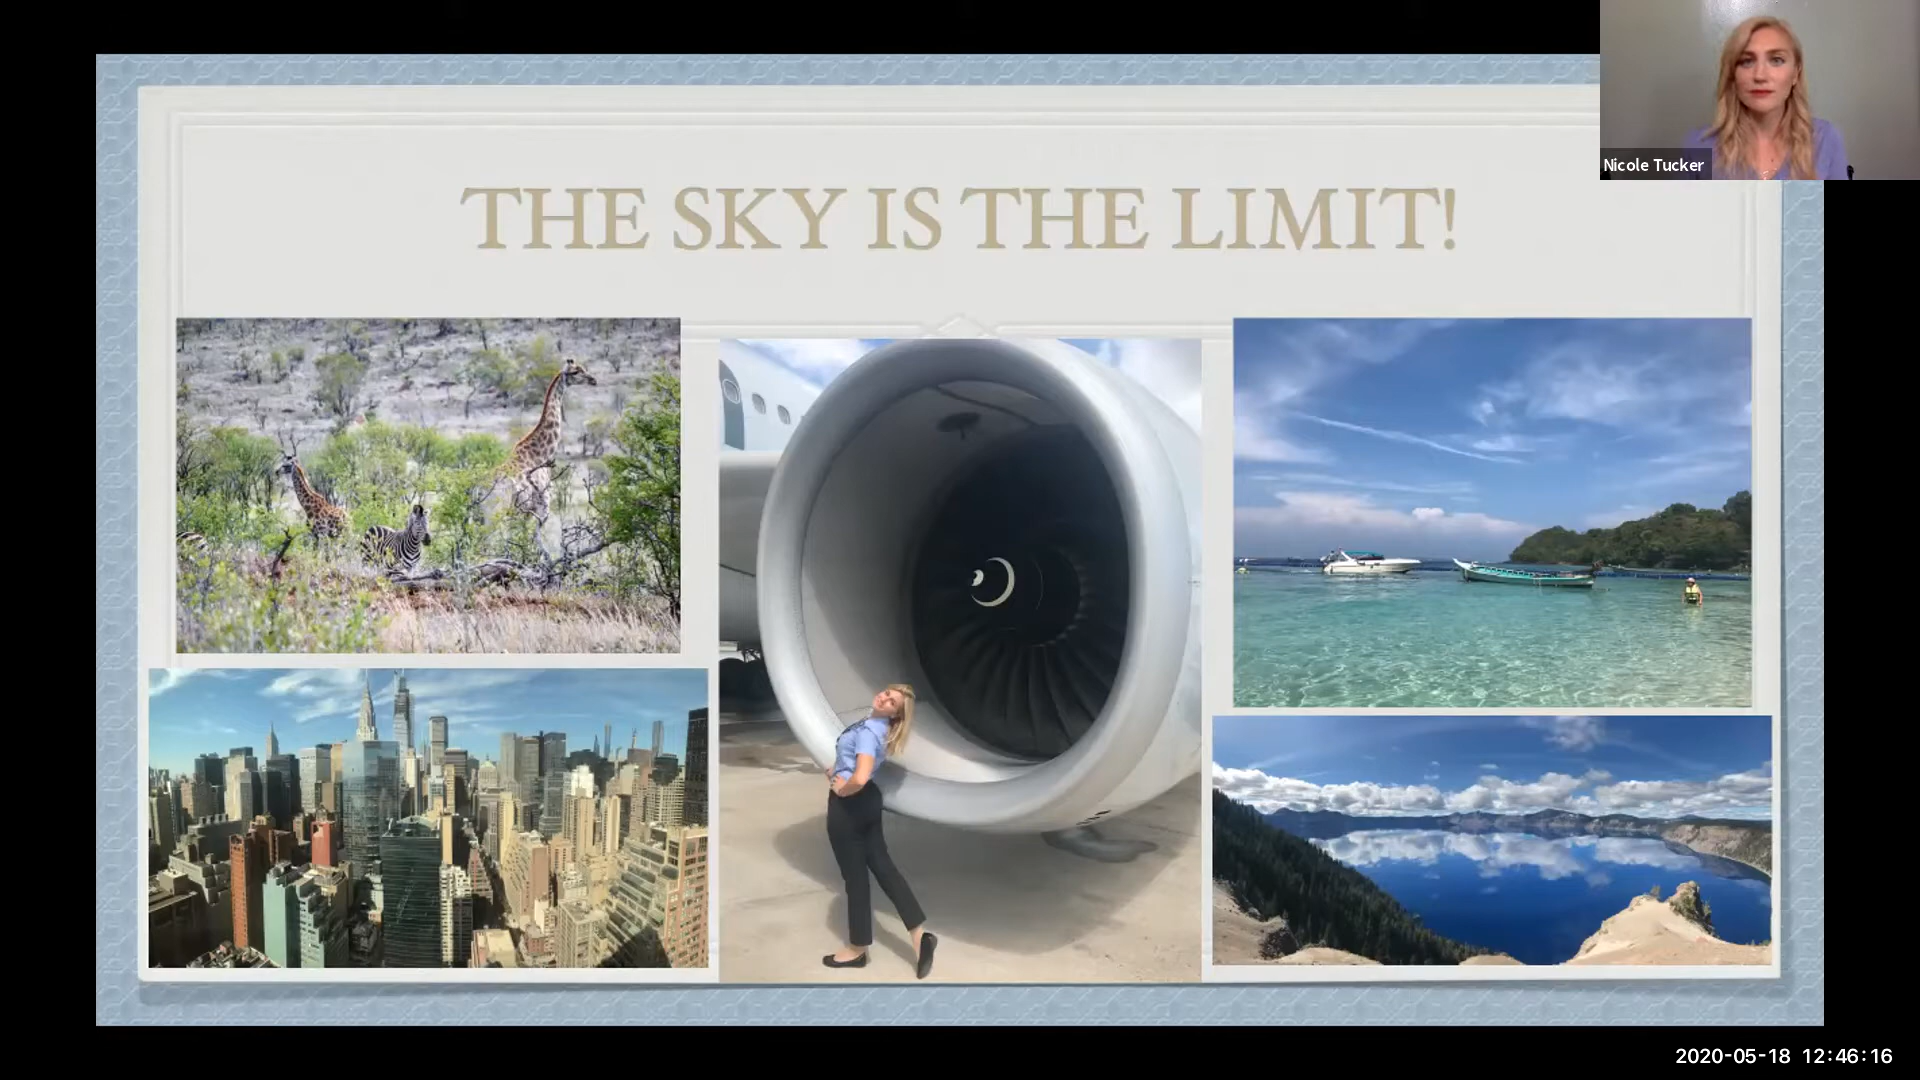 Nicole Tucker
THE SKY IS THE LIMIT!
2020-05-18 12:46:16